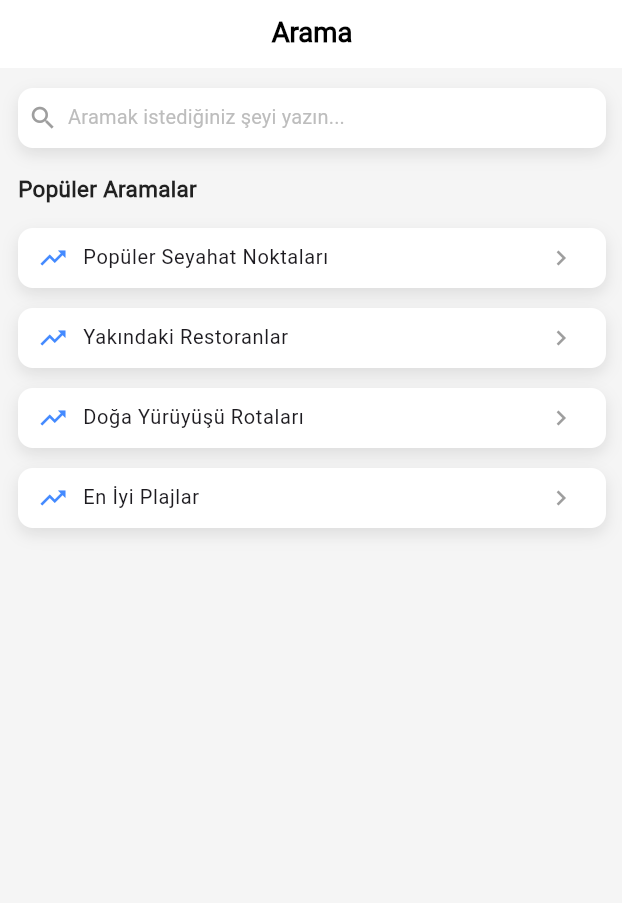 Arama
Aramak istediğiniz şeyi yazın...
Popüler Aramalar
Popüler Seyahat Noktaları
Yakındaki Restoranlar
Doğa Yürüyüşü Rotaları
En İyi Plajlar